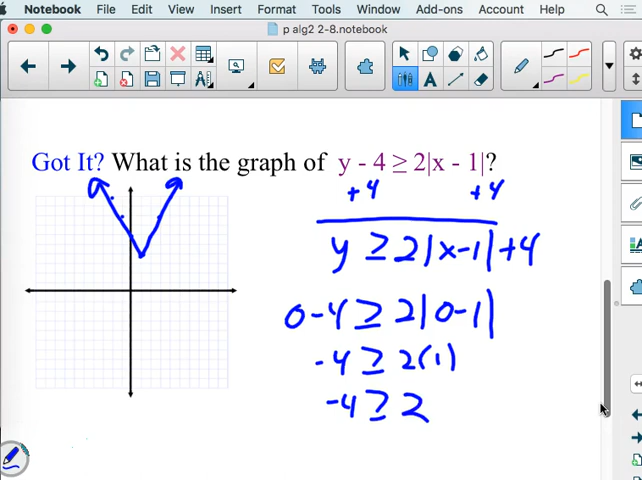 Notebook File Edit View Insert Format Tools Window Add-ons Account Help
p alg2 2-8.notebook
A
Got It? What is the graph of y - 4 ≥ 2|x - 1|?
+4 +4
y ≥ 2|x-1|+4
0-4 ≥ 2|0-1|
-4 ≥ 2(1)
-4 ≥ 2